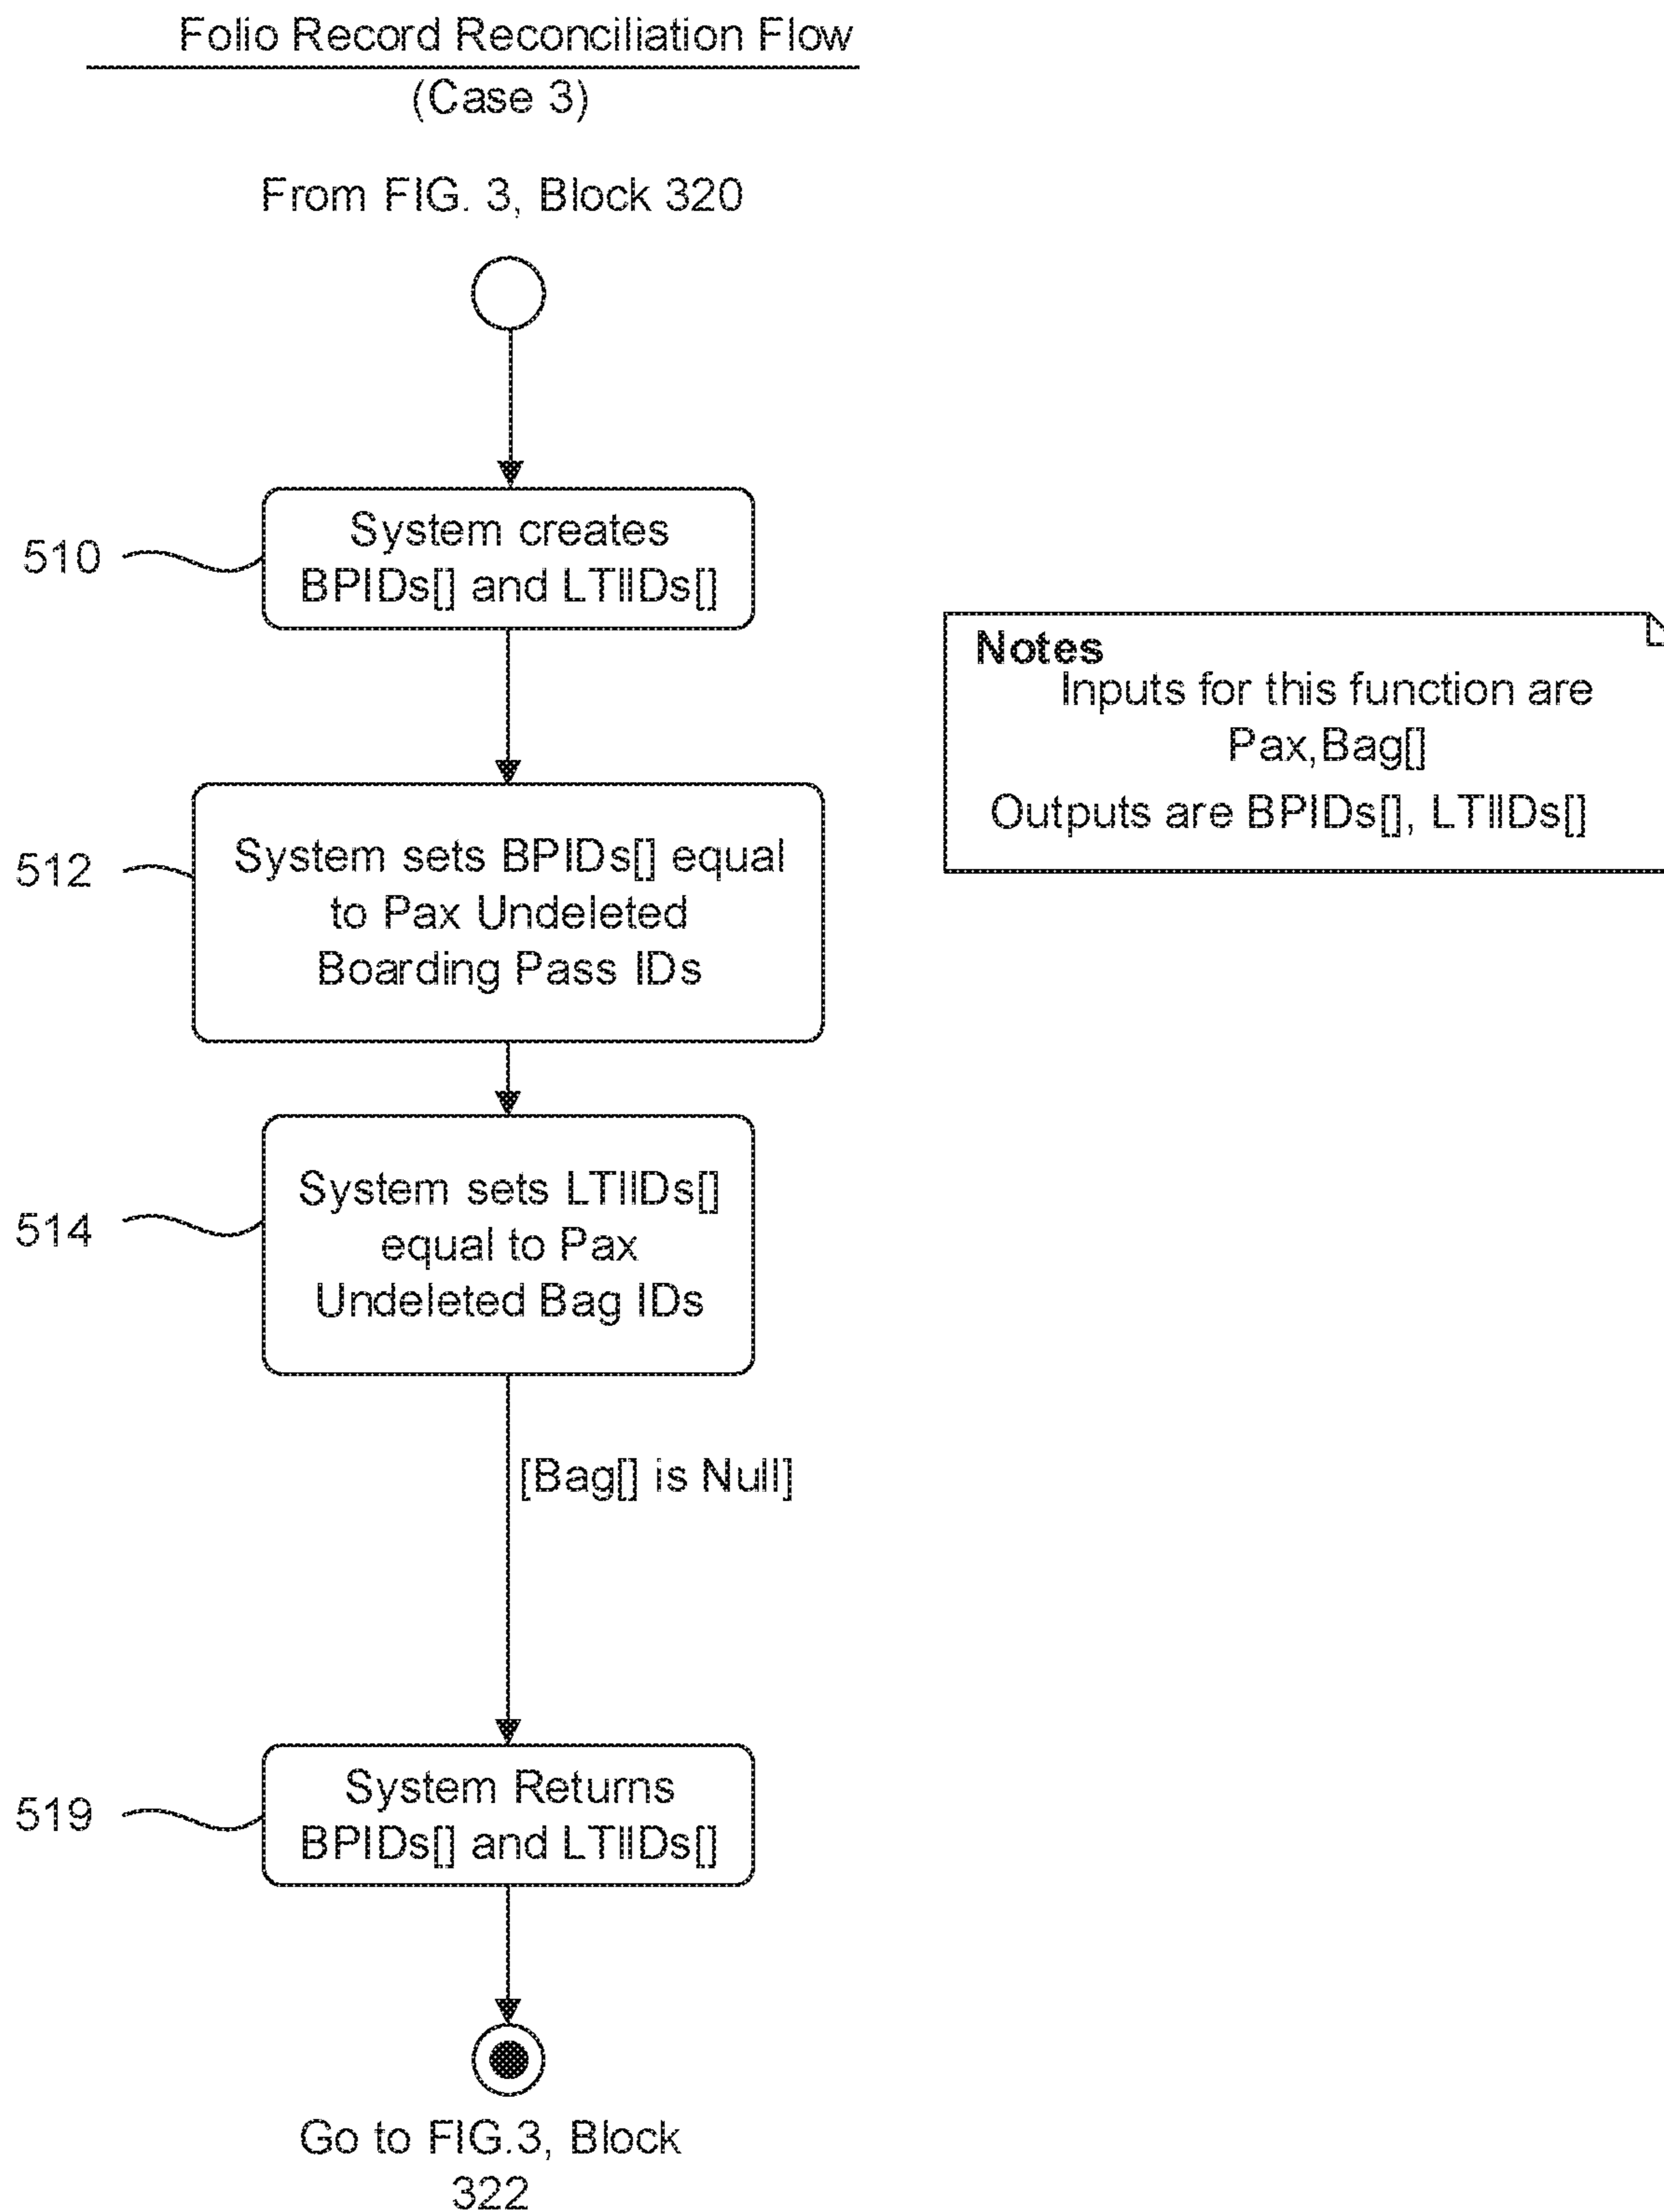 Folio Record Reconciliation Flow
(Case 3)
From FIG. 3, Block 320
510
System creates
BPIDs[] and LTIIDs[]
Notes
Inputs for this function are
Pax,Bag[]
Outputs are BPIDs[], LTIIDs[]
512
System sets BPIDs[] equal
to Pax Undeleted
Boarding Pass IDs
514
System sets LTIIDs[]
equal to Pax
Undeleted Bag IDs
[Bag[] is Null]
519
System Returns
BPIDs[] and LTIIDs[]
Go to FIG.3, Block
322